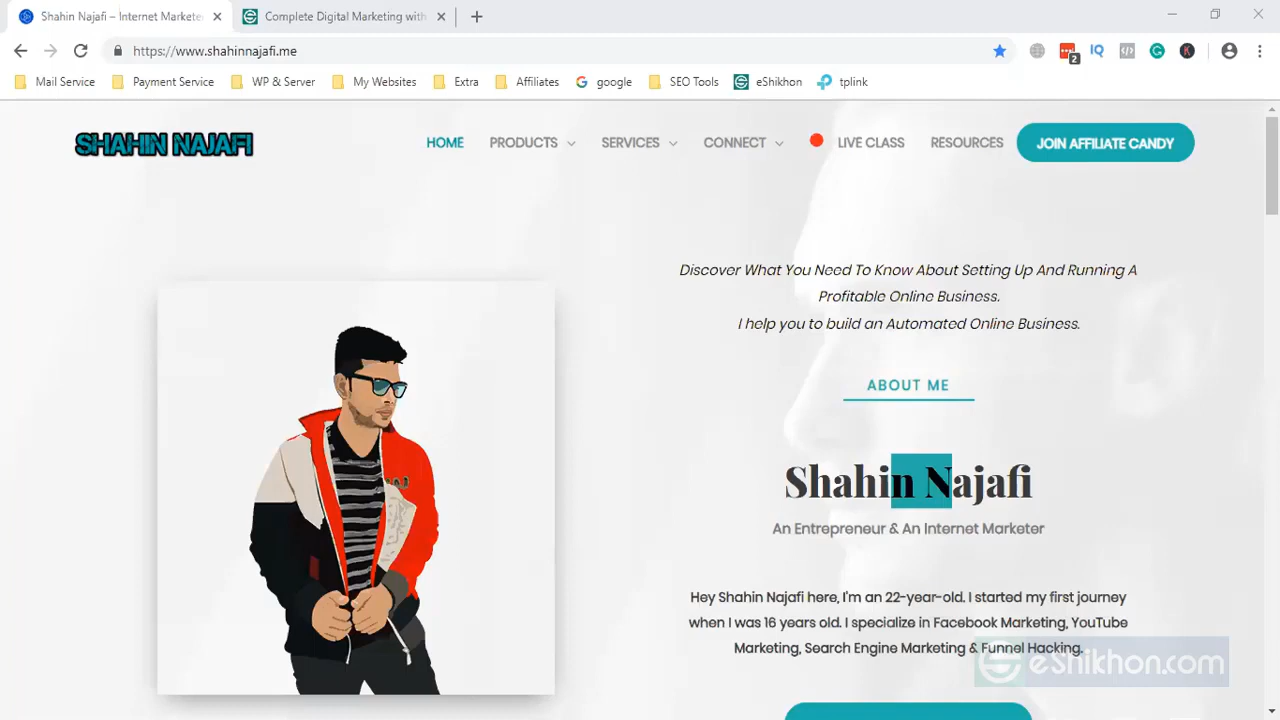 Shahin Najafi – Internet Markete
Complete Digital Marketing with
https://www.shahinnajafi.me
2
Mail Service
Payment Service
WP & Server
My Websites
Extra
Affiliates
google
SEO Tools
eShikhon
tplink
SHAHIN NAJAFI
HOME
PRODUCTS
SERVICES
CONNECT
LIVE CLASS
RESOURCES
JOIN AFFILIATE CANDY
Discover What You Need To Know About Setting Up And Running A
Profitable Online Business.
I help you to build an Automated Online Business.
ABOUT ME
Shahin Najafi
An Entrepreneur & An Internet Marketer
Hey Shahin Najafi here, I'm an 22-year-old. I started my first journey
when I was 16 years old. I specialize in Facebook Marketing, YouTube
Marketing, Search Engine Marketing & Funnel Hacking.
eShikhon.com